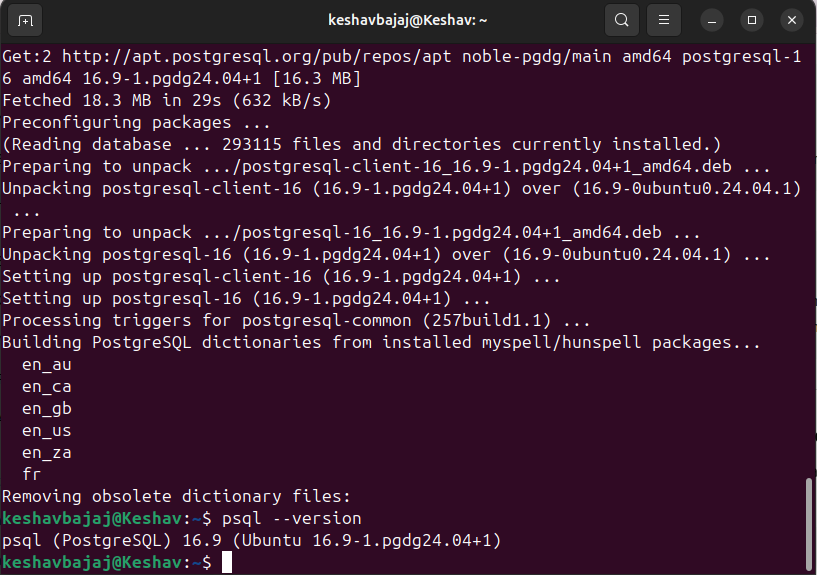 keshavbajaj@Keshav: ~
Get:2 http://apt.postgresql.org/pub/repos/apt noble-pgdg/main amd64 postgresql-1
6 amd64 16.9-1.pgdg24.04+1 [16.3 MB]
Fetched 18.3 MB in 29s (632 kB/s)
Preconfiguring packages ...
(Reading database ... 293115 files and directories currently installed.)
Preparing to unpack .../postgresql-client-16_16.9-1.pgdg24.04+1_amd64.deb ...
Unpacking postgresql-client-16 (16.9-1.pgdg24.04+1) over (16.9-0ubuntu0.24.04.1)
 ...
Preparing to unpack .../postgresql-16_16.9-1.pgdg24.04+1_amd64.deb ...
Unpacking postgresql-16 (16.9-1.pgdg24.04+1) over (16.9-0ubuntu0.24.04.1) ...
Setting up postgresql-client-16 (16.9-1.pgdg24.04+1) ...
Setting up postgresql-16 (16.9-1.pgdg24.04+1) ...
Processing triggers for postgresql-common (257build1.1) ...
Building PostgreSQL dictionaries from installed myspell/hunspell packages...
  en_au
  en_ca
  en_gb
  en_us
  en_za
  fr
Removing obsolete dictionary files:
keshavbajaj@Keshav:~$ psql --version
psql (PostgreSQL) 16.9 (Ubuntu 16.9-1.pgdg24.04+1)
keshavbajaj@Keshav:~$